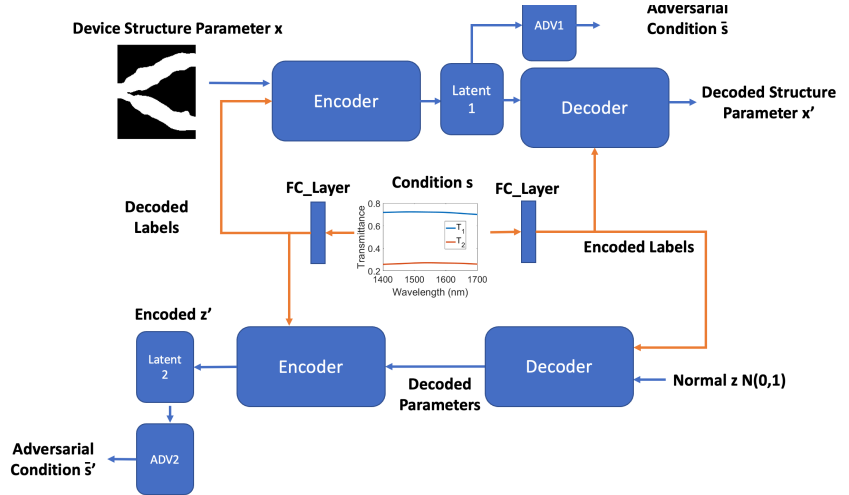 Adversarial
Condition s̄
ADV1
Device Structure Parameter x
Encoder
Latent
1
Decoder
Decoded Structure
Parameter x’
Decoded
Labels
FC_Layer
Condition s
FC_Layer
Transmittance
0.8
0.6
0.4
0.2
T1
T2
1400
1500
1600
1700
Wavelength (nm)
Encoded Labels
Encoded z’
Latent
2
Encoder
Decoded
Parameters
Decoder
Normal z N(0,1)
Adversarial
Condition s̄’
ADV2